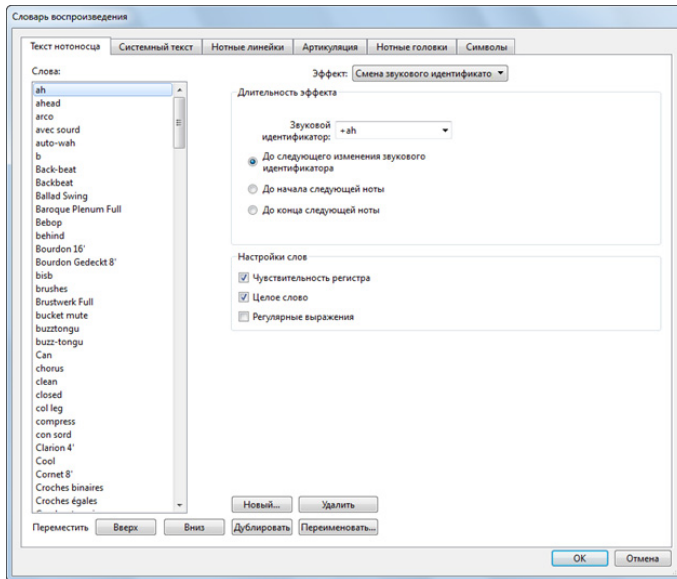 Словарь воспроизведения
Текст нотоносца Системный текст Нотные линейки Артикуляция Нотные головки Символы
Слова:
ah
ahead
arco
avec sourd
auto-wah
b
Back-beat
Backbeat
Ballad Swing
Baroque Plenum Full
Bebop
behind
Bourdon 16'
Bourdon Gedeckt 8'
bisb
brushes
Brustwerk Full
bucket mute
buzztongu
buzz-tongu
Can
chorus
clean
closed
col leg
compress
con sord
Clarion 4'
Cool
Cornet 8'
Croches binaires
Croches égales
Эффект: Смена звукового идентификато
Длительность эффекта
Звуковой
идентификатор: +ah
До следующего изменения звукового
идентификатора
До начала следующей ноты
До конца следующей ноты
Настройки слов
Чувствительность регистра
Целое слово
Регулярные выражения
Новый... Удалить
Переместить Вверх Вниз Дублировать Переименовать...
OK Отмена